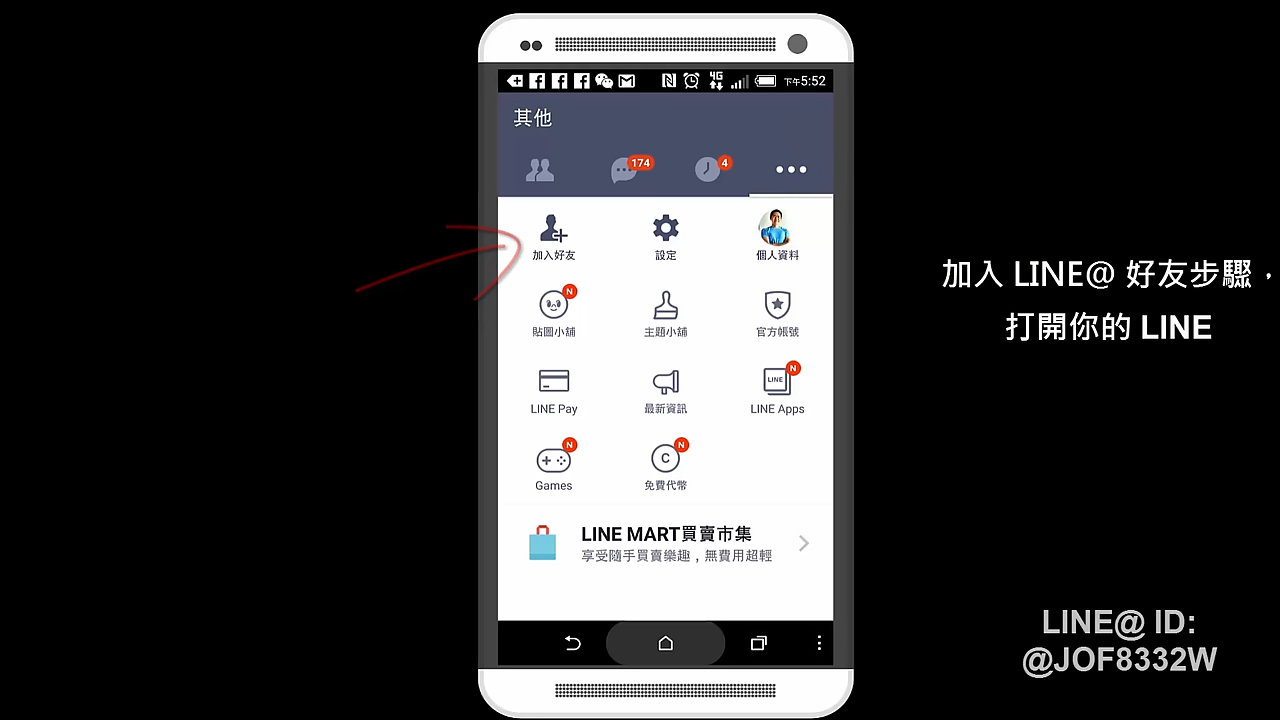 下午5:52
其他
174
4
加入好友
設定
個人資料
N
貼圖小舖
主題小舖
官方帳號
N
LINE
LINE Pay
最新資訊
LINE Apps
N
N
C
Games
免費代幣
LINE MART買賣市集
享受隨手買賣樂趣,無費用超輕
加入 LINE@ 好友步驟,
打開你的 LINE
LINE@ ID:
@JOF8332W